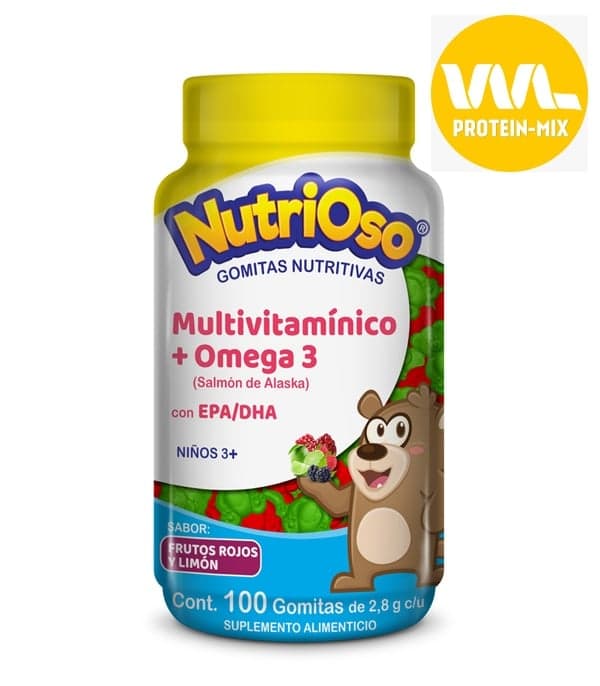 VML
PROTEIN-MIX
NutriOso®
GOMITAS NUTRITIVAS
Multivitamínico
+ Omega 3
(Salmón de Alaska)
con EPA/DHA
NIÑOS 3+
SABOR:
FRUTOS ROJOS
Y LIMÓN
Cont. 100 Gomitas de 2,8 g c/u
SUPLEMENTO ALIMENTICIO